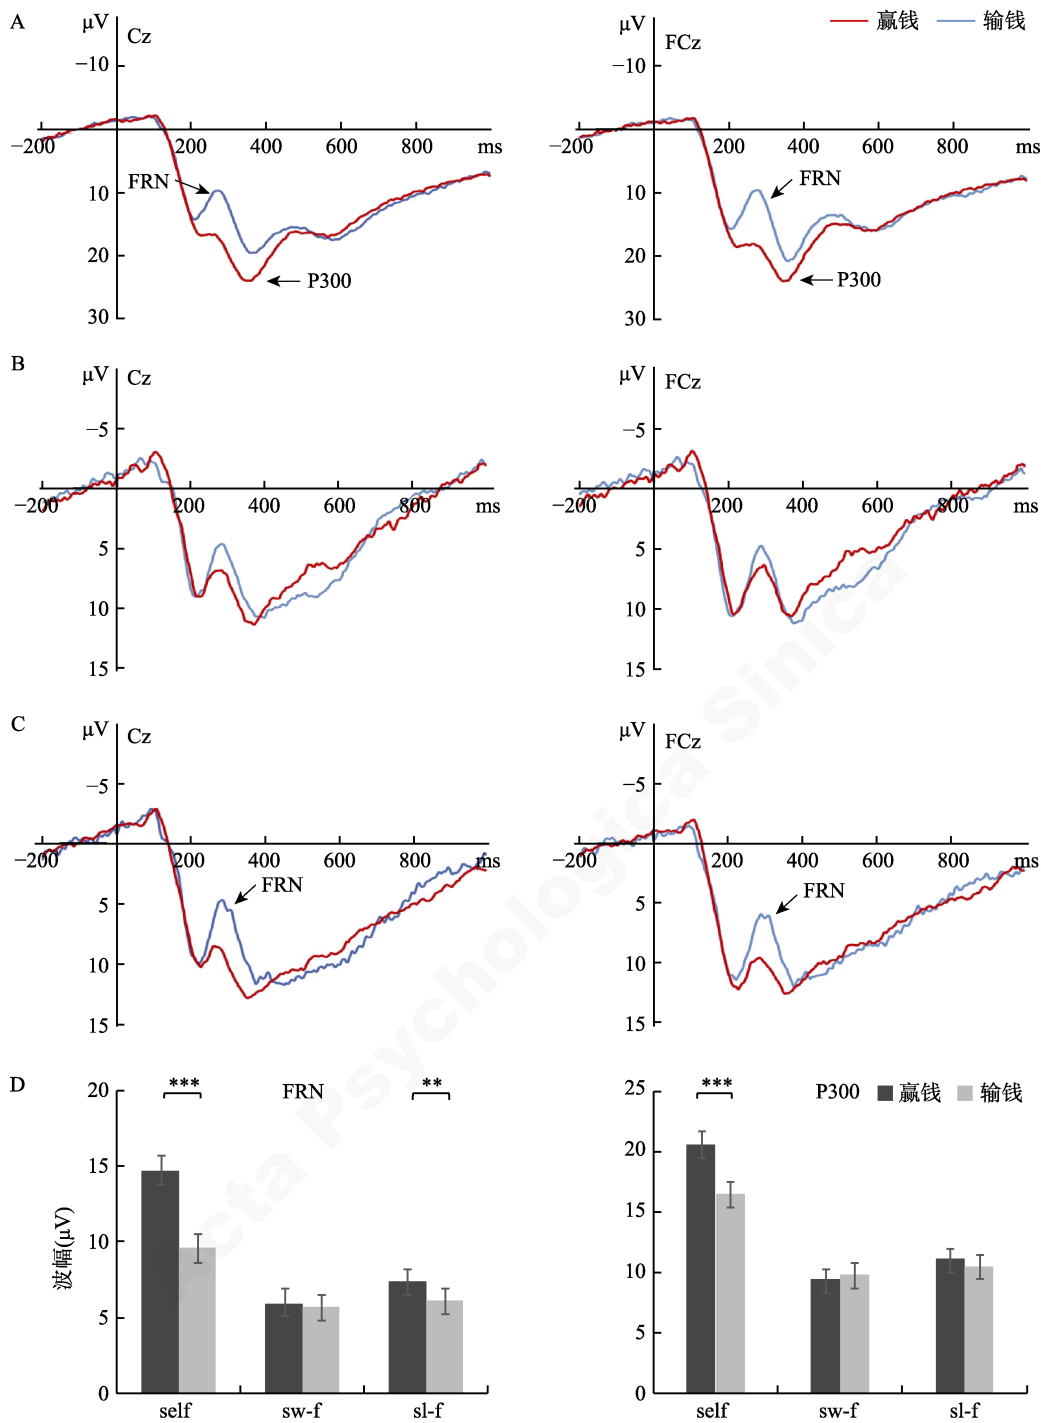 A
μV
Cz
−10
−200
200
400
600
800
ms
10
20
30
FRN
P300
μV
FCz
赢钱
输钱
−10
−200
200
400
600
800
ms
10
20
30
FRN
P300
B
μV
Cz
−5
−200
200
400
600
800
ms
5
10
15
μV
FCz
−5
−200
200
400
600
800
ms
5
10
15
C
μV
Cz
−5
−200
200
400
600
800
ms
5
10
15
FRN
μV
FCz
−5
−200
200
400
600
800
ms
5
10
15
FRN
D
FRN
***
**
20
15
10
5
0
波幅(μV)
self
sw-f
sl-f
P300
赢钱
输钱
***
25
20
15
10
5
0
self
sw-f
sl-f
Acta Psychologica Sinica